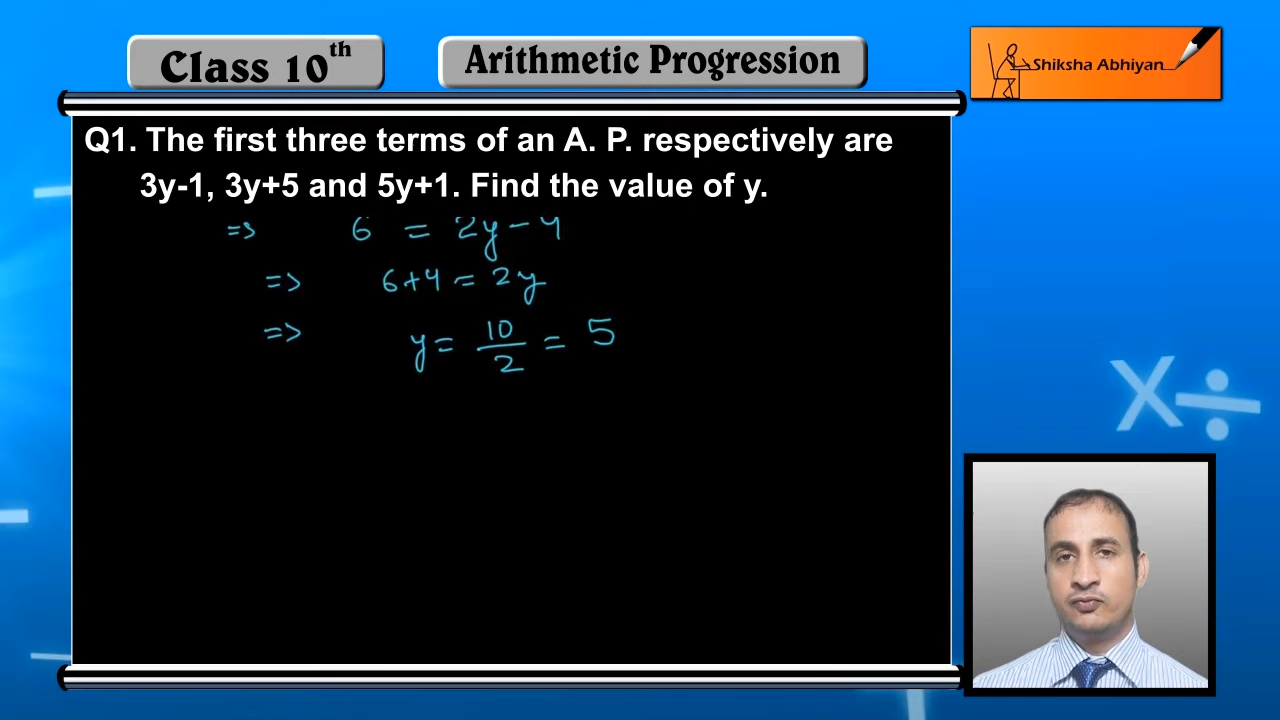 Class 10th
Arithmetic Progression
Shiksha Abhiyan
Q1. The first three terms of an A. P. respectively are
3y-1, 3y+5 and 5y+1. Find the value of y.
=> 6 = 2y-4
=> 6+4 = 2y
=> y = 10/2 = 5
X÷